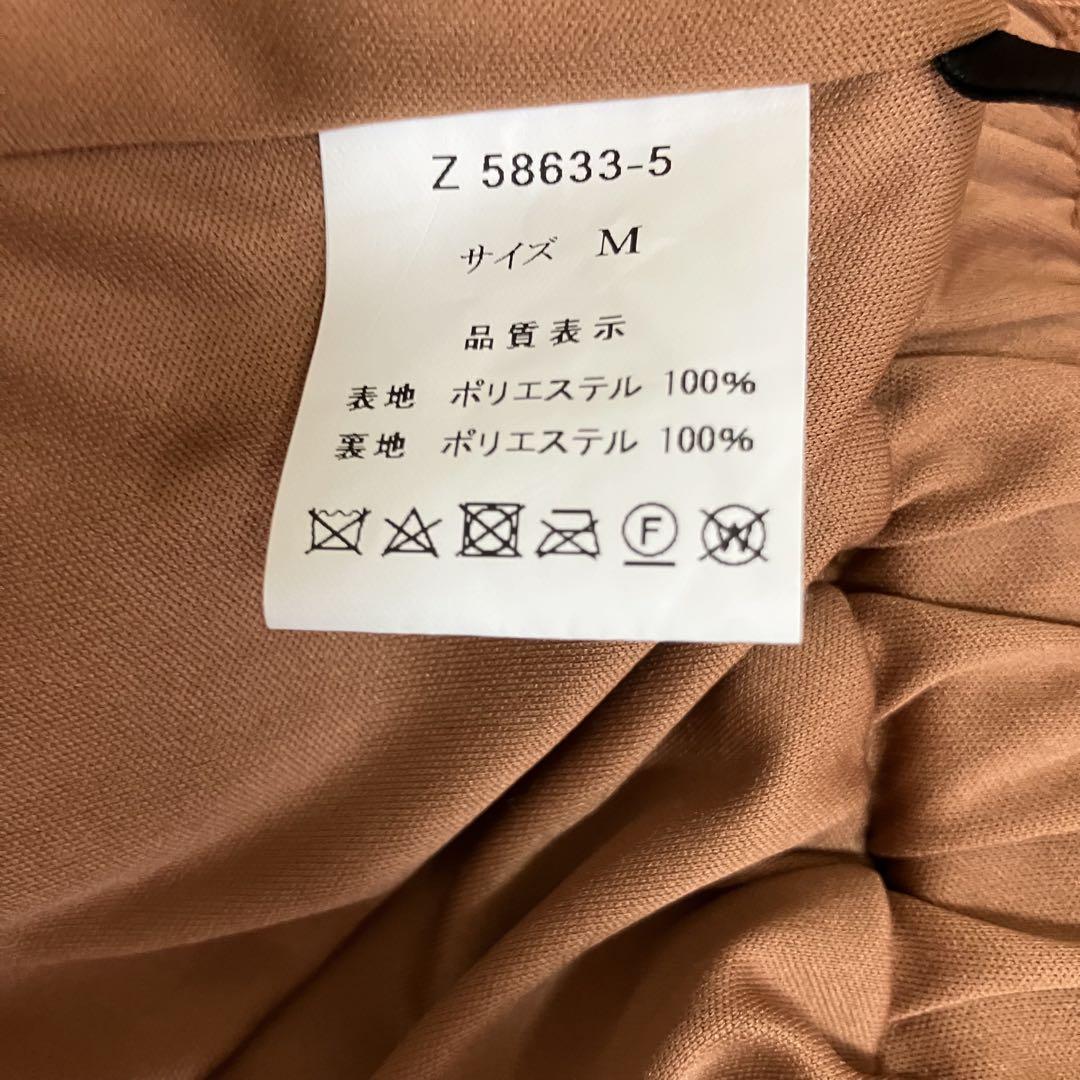 Z 58633-5
サイズ M
品質表示
表地 ポリエステル 100%
裏地 ポリエステル 100%
F W